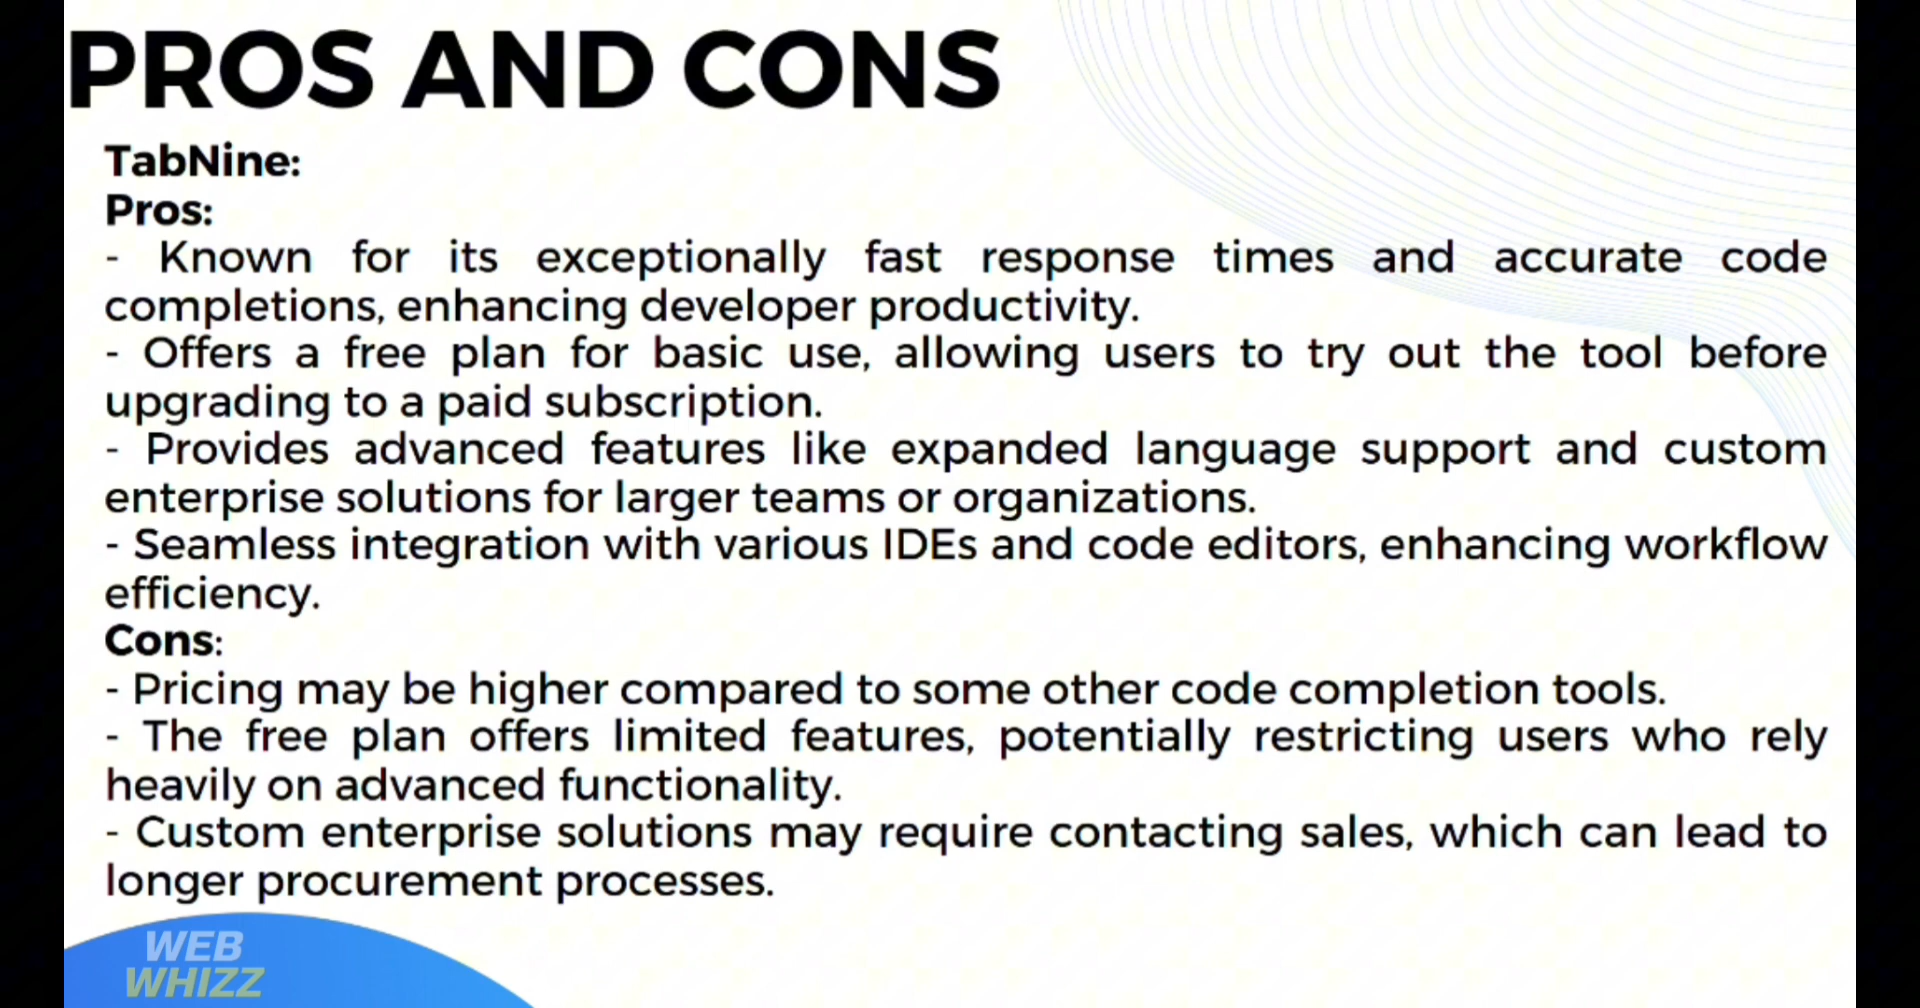 PROS AND CONS
TabNine:
Pros:
- Known for its exceptionally fast response times and accurate code
completions, enhancing developer productivity.
- Offers a free plan for basic use, allowing users to try out the tool before
upgrading to a paid subscription.
- Provides advanced features like expanded language support and custom
enterprise solutions for larger teams or organizations.
- Seamless integration with various IDEs and code editors, enhancing workflow
efficiency.
Cons:
- Pricing may be higher compared to some other code completion tools.
- The free plan offers limited features, potentially restricting users who rely
heavily on advanced functionality.
- Custom enterprise solutions may require contacting sales, which can lead to
longer procurement processes.
WEB
WHIZZ